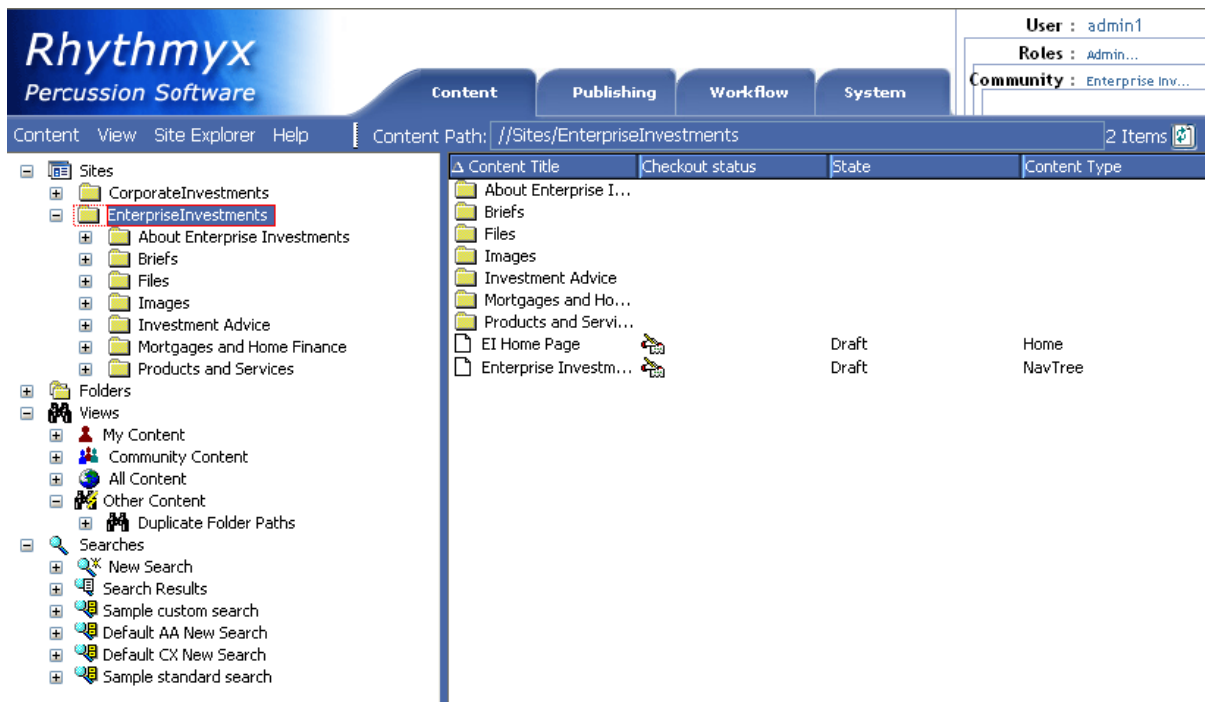 Rhythmyx
Percussion Software
Content Publishing Workflow System
User : admin1
Roles : Admin...
Community : Enterprise Inv...
Content View Site Explorer Help
Content Path: //Sites/EnterpriseInvestments 2 Items
Sites
CorporateInvestments
EnterpriseInvestments
About Enterprise Investments
Briefs
Files
Images
Investment Advice
Mortgages and Home Finance
Products and Services
Folders
Views
My Content
Community Content
All Content
Other Content
Duplicate Folder Paths
Searches
New Search
Search Results
Sample custom search
Default AA New Search
Default CX New Search
Sample standard search
Content Title Checkout status State Content Type
About Enterprise I...
Briefs
Files
Images
Investment Advice
Mortgages and Ho...
Products and Servi...
EI Home Page Draft Home
Enterprise Investm... Draft NavTree